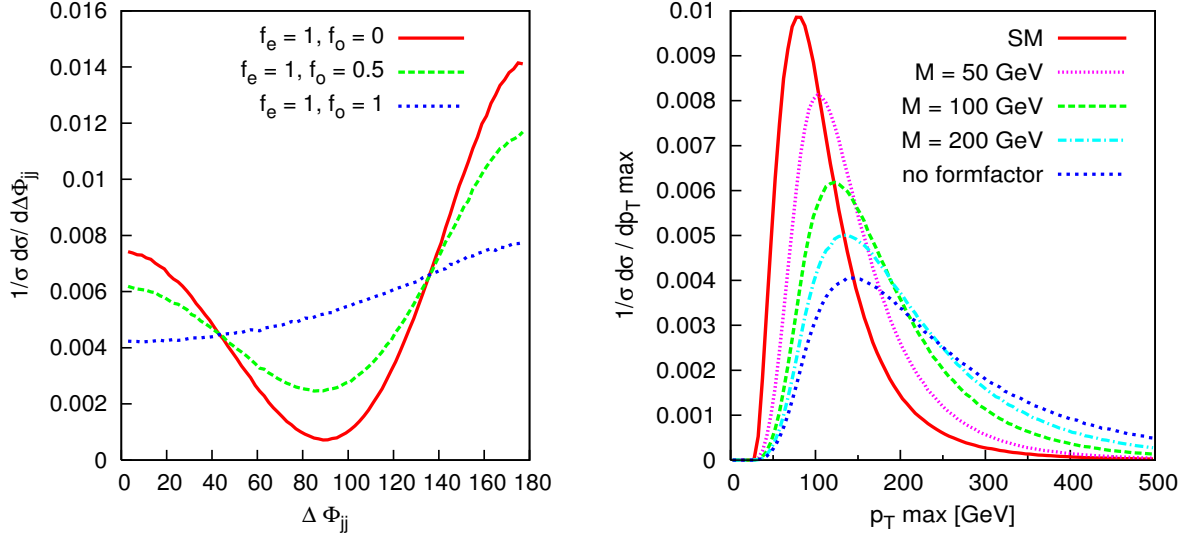 1/σ dσ/ dΔΦ_jj
0.016
0.014
0.012
0.01
0.008
0.006
0.004
0.002
0
f_e = 1, f_o = 0
f_e = 1, f_o = 0.5
f_e = 1, f_o = 1
0 20 40 60 80 100 120 140 160 180
Δ Φ_jj
1/σ dσ / dp_T max
0.01
0.009
0.008
0.007
0.006
0.005
0.004
0.003
0.002
0.001
0
SM
M = 50 GeV
M = 100 GeV
M = 200 GeV
no formfactor
0 100 200 300 400 500
p_T max [GeV]